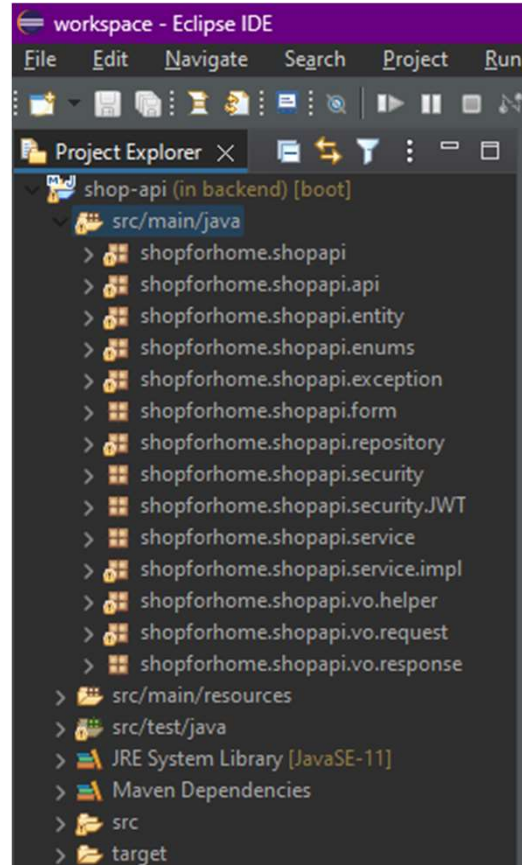 workspace - Eclipse IDE
File Edit Navigate Search Project Run
Project Explorer
shop-api (in backend) [boot]
src/main/java
shopforhome.shopapi
shopforhome.shopapi.api
shopforhome.shopapi.entity
shopforhome.shopapi.enums
shopforhome.shopapi.exception
shopforhome.shopapi.form
shopforhome.shopapi.repository
shopforhome.shopapi.security
shopforhome.shopapi.security.JWT
shopforhome.shopapi.service
shopforhome.shopapi.service.impl
shopforhome.shopapi.vo.helper
shopforhome.shopapi.vo.request
shopforhome.shopapi.vo.response
src/main/resources
src/test/java
JRE System Library [JavaSE-11]
Maven Dependencies
src
target